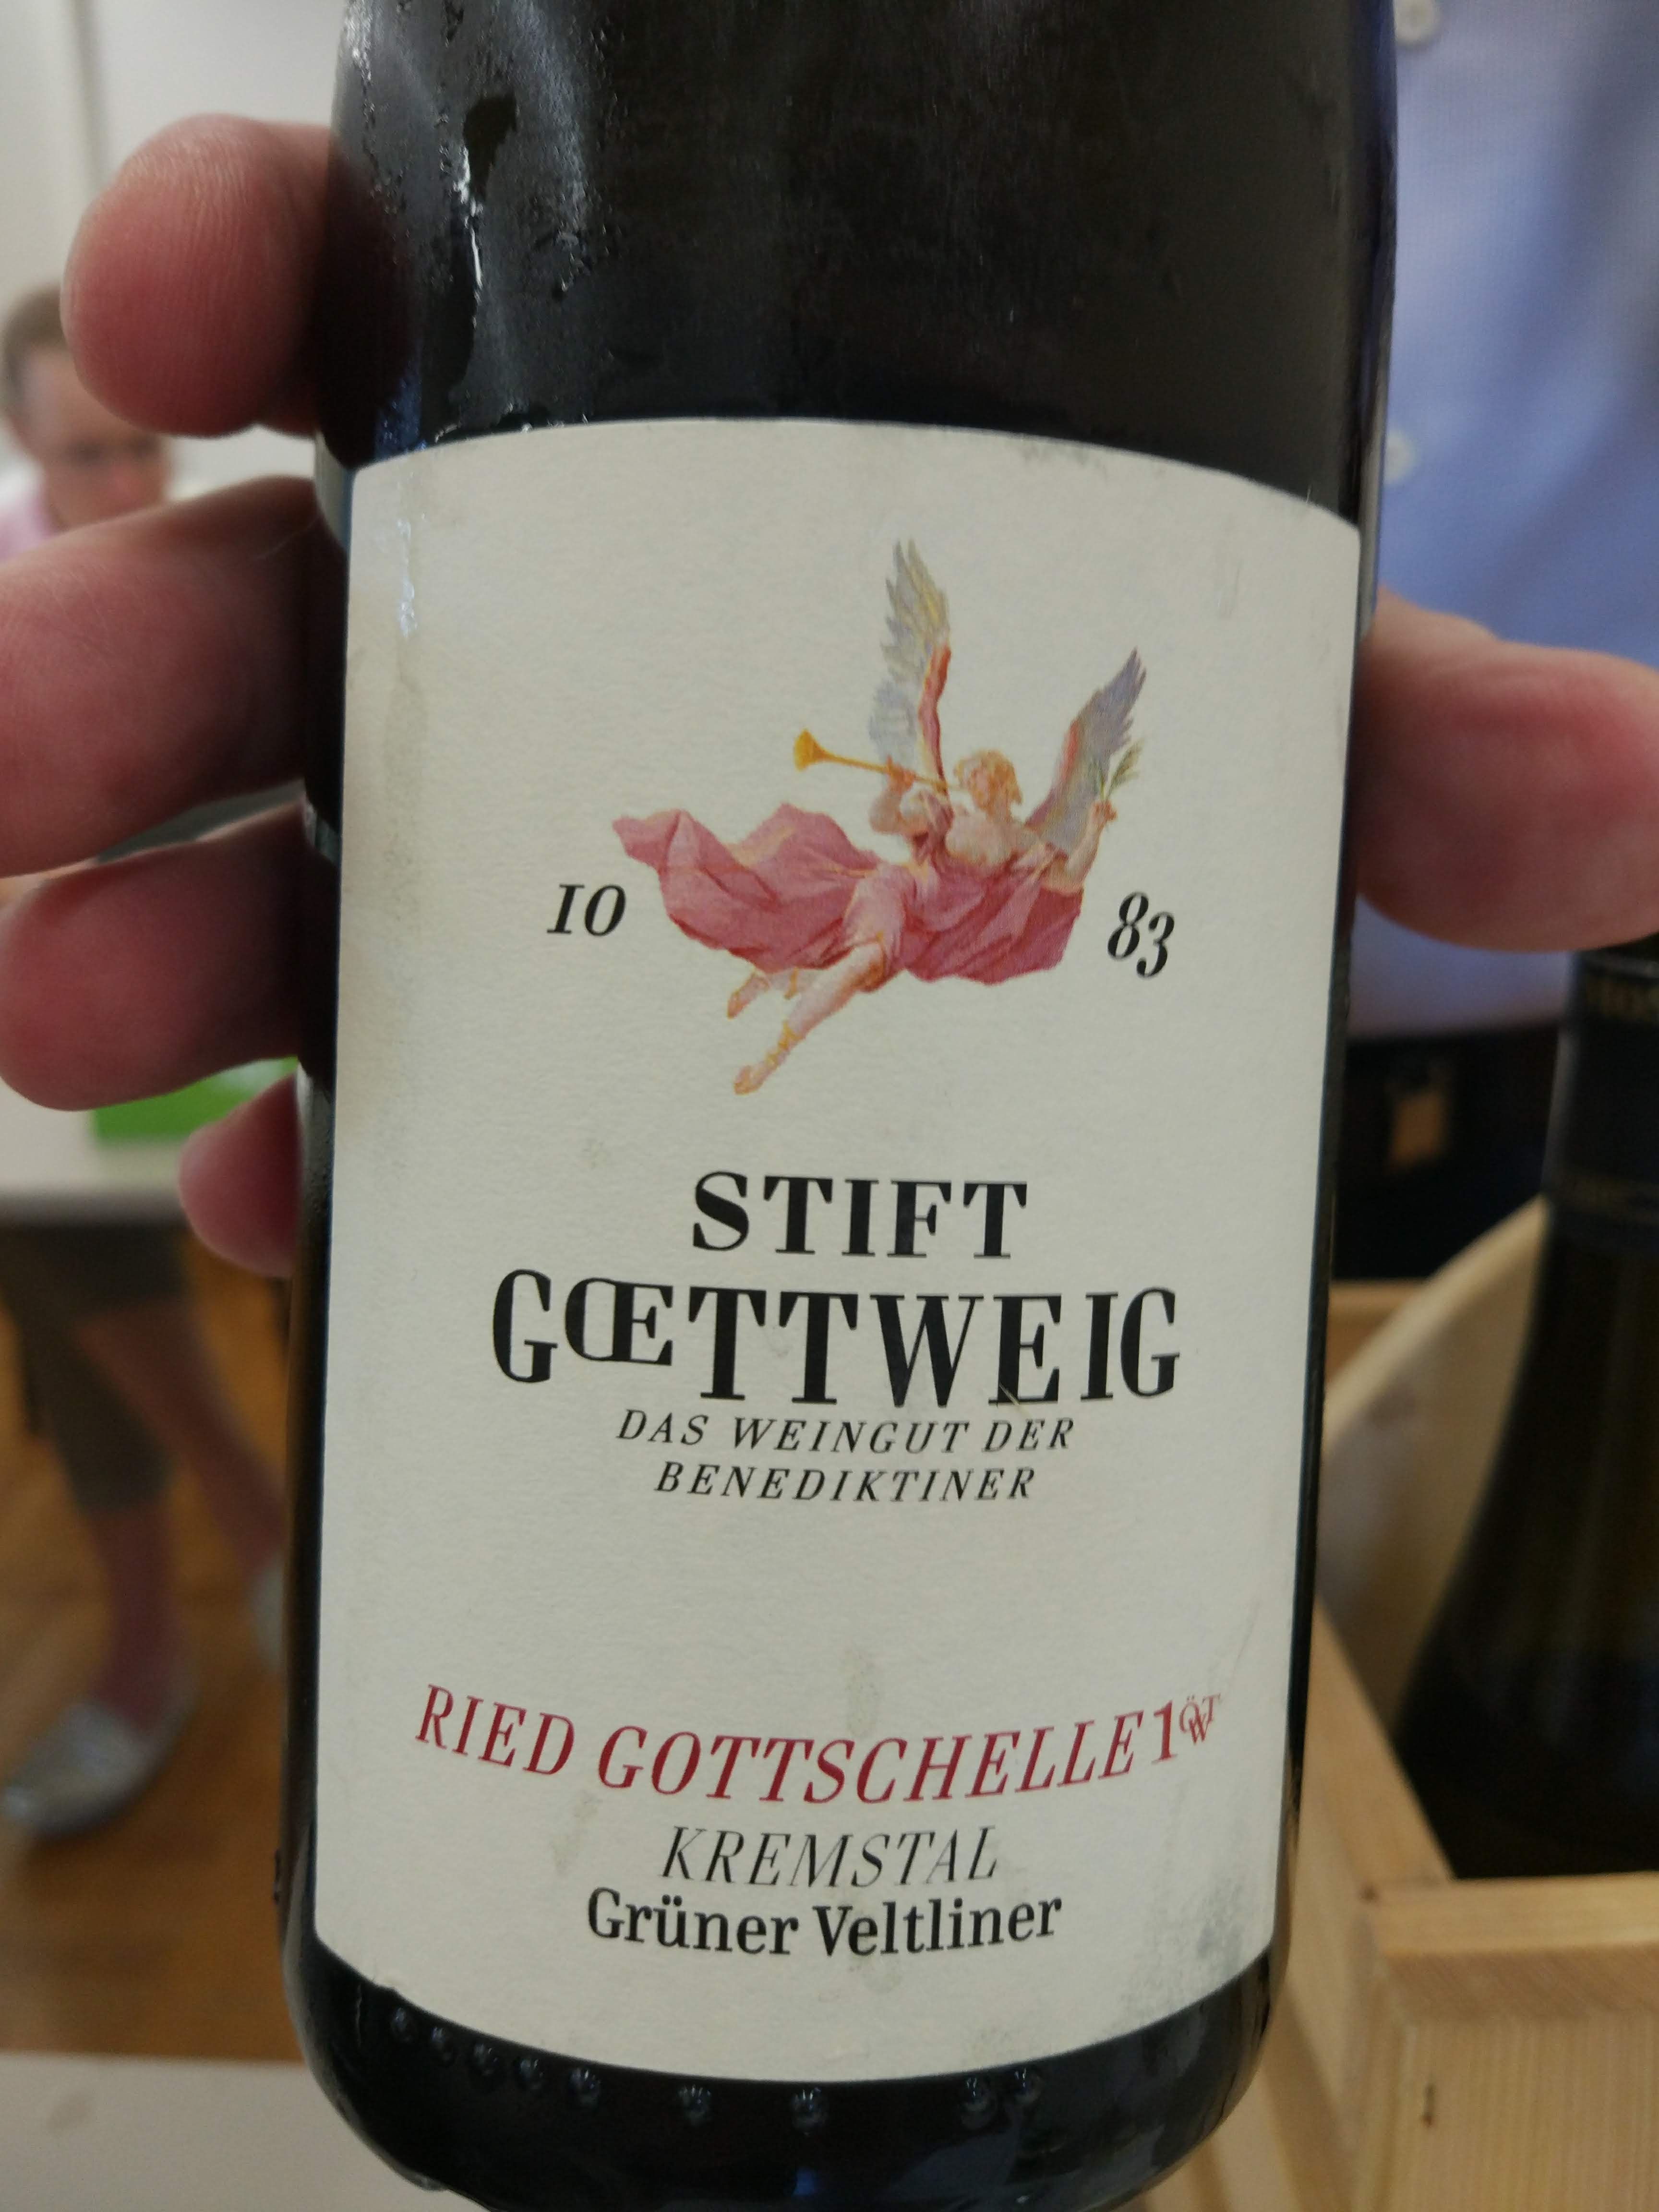 10 83
STIFT
GŒTTWEIG
DAS WEINGUT DER
BENEDIKTINER
RIED GOTTSCHELLE 1ÖTW
KREMSTAL
Grüner Veltliner